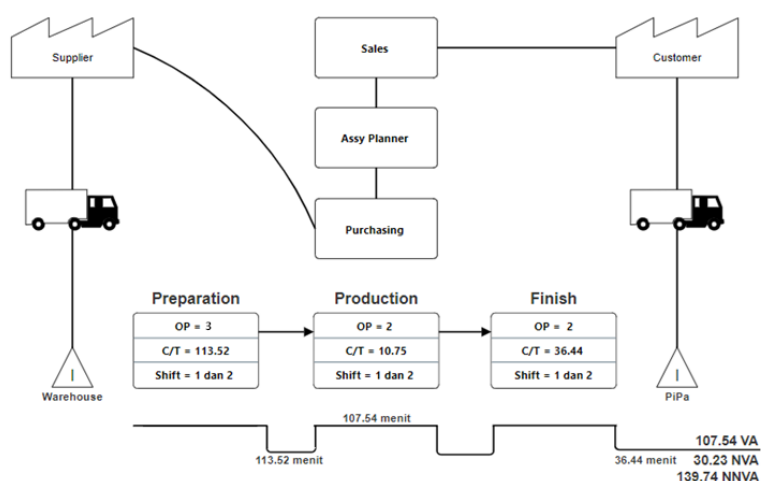 Supplier
Sales
Customer
Assy Planner
Purchasing
Preparation
OP = 3
C/T = 113.52
Shift = 1 dan 2
Production
OP = 2
C/T = 10.75
Shift = 1 dan 2
Finish
OP = 2
C/T = 36.44
Shift = 1 dan 2
I
Warehouse
I
PiPa
107.54 menit
113.52 menit
36.44 menit
107.54 VA
30.23 NVA
139.74 NNVA